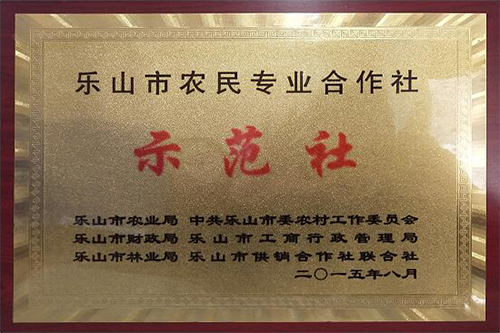 乐山市农民专业合作社
示范社
乐山市农业局 中共乐山市委农村工作委员会
乐山市财政局 乐山市工商行政管理局
乐山市林业局 乐山市供销合作社联合社
二〇一五年八月